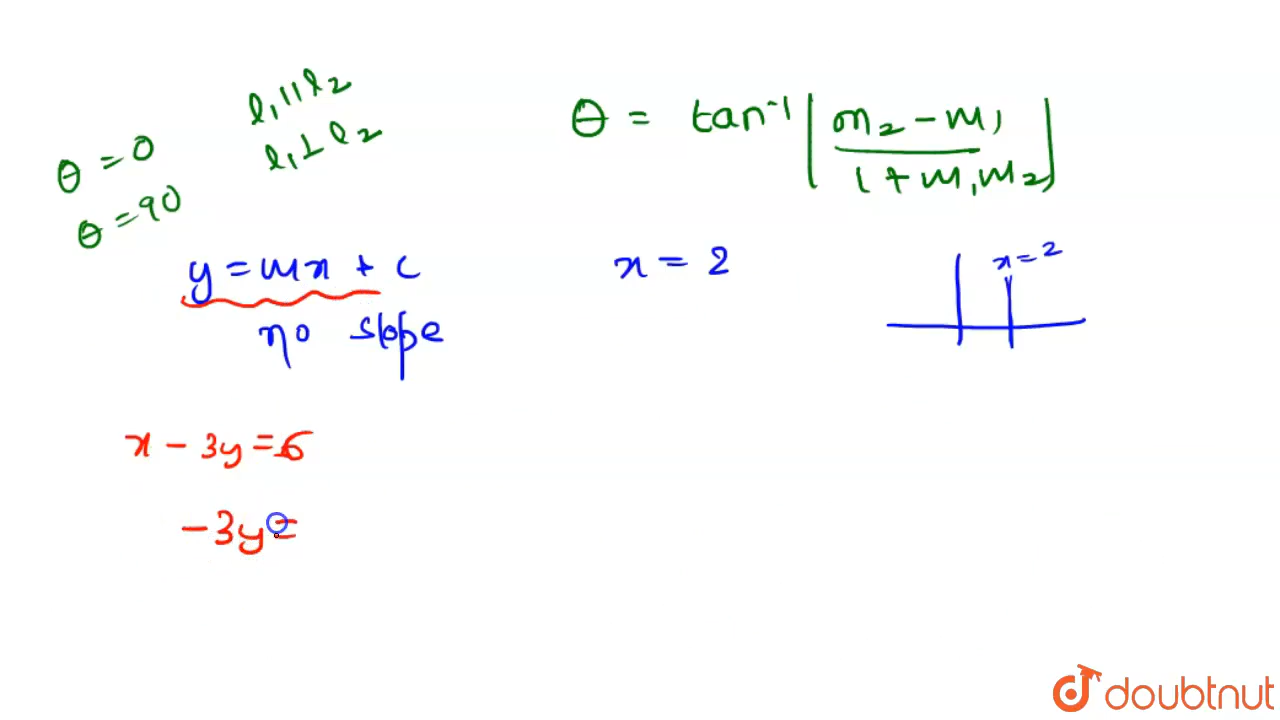 θ = 0
θ = 90
l₁ || l₂
l₁ ⊥ l₂
θ = tan⁻¹ | (m₂ - m₁) / (1 + m₁m₂) |
y = mx + c
no slope
x = 2
x = 2
x - 3y = 6
-3y =
doubtnut